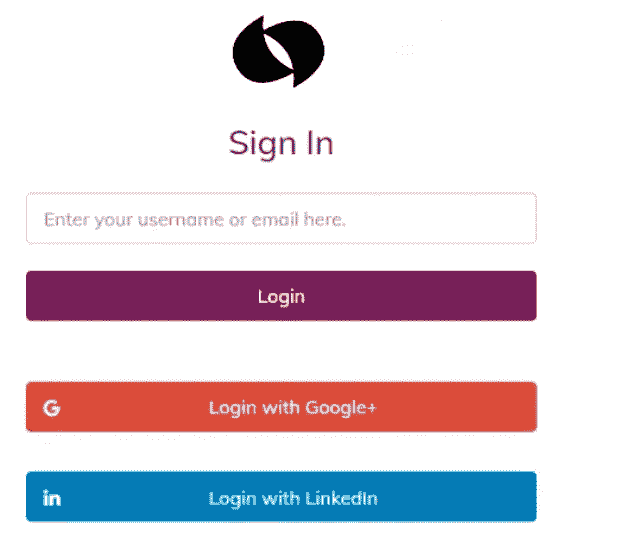 Sign In
Enter your username or email here.
Login
G Login with Google+
in Login with LinkedIn